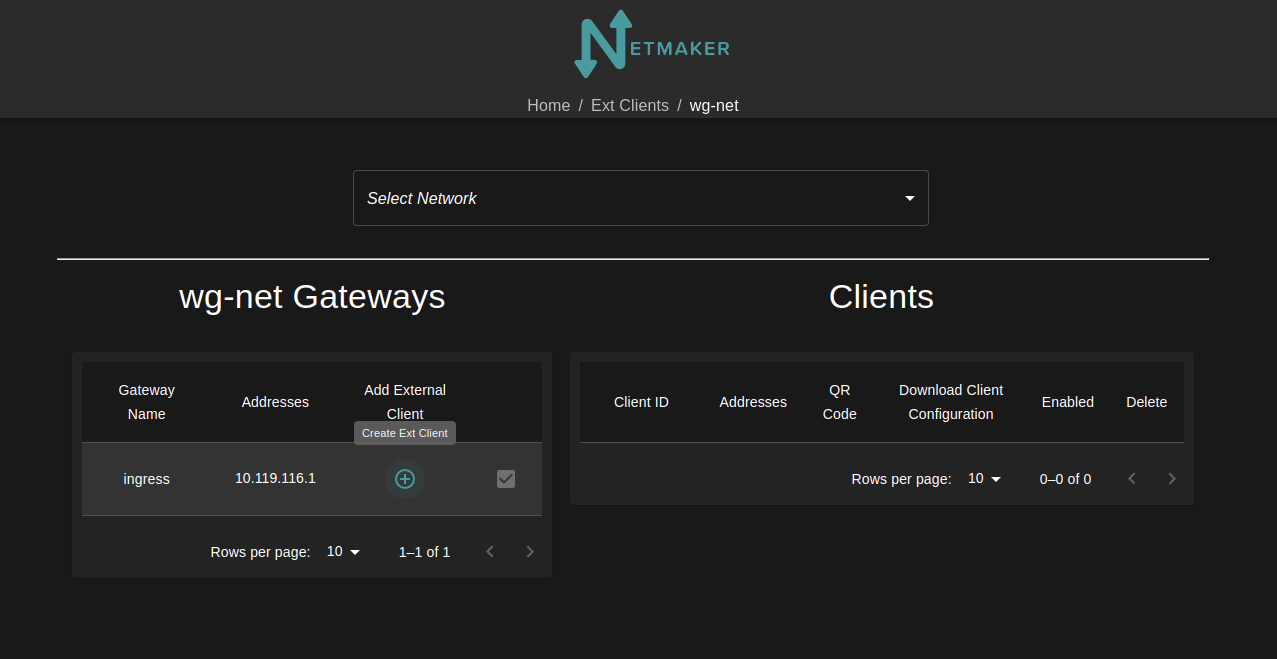 NETMAKER
Home / Ext Clients / wg-net
Select Network
wg-net Gateways
Gateway Name
Addresses
Add External Client
Create Ext Client
ingress
10.119.116.1
Rows per page: 10 1–1 of 1
Clients
Client ID
Addresses
QR Code
Download Client Configuration
Enabled
Delete
Rows per page: 10 0–0 of 0